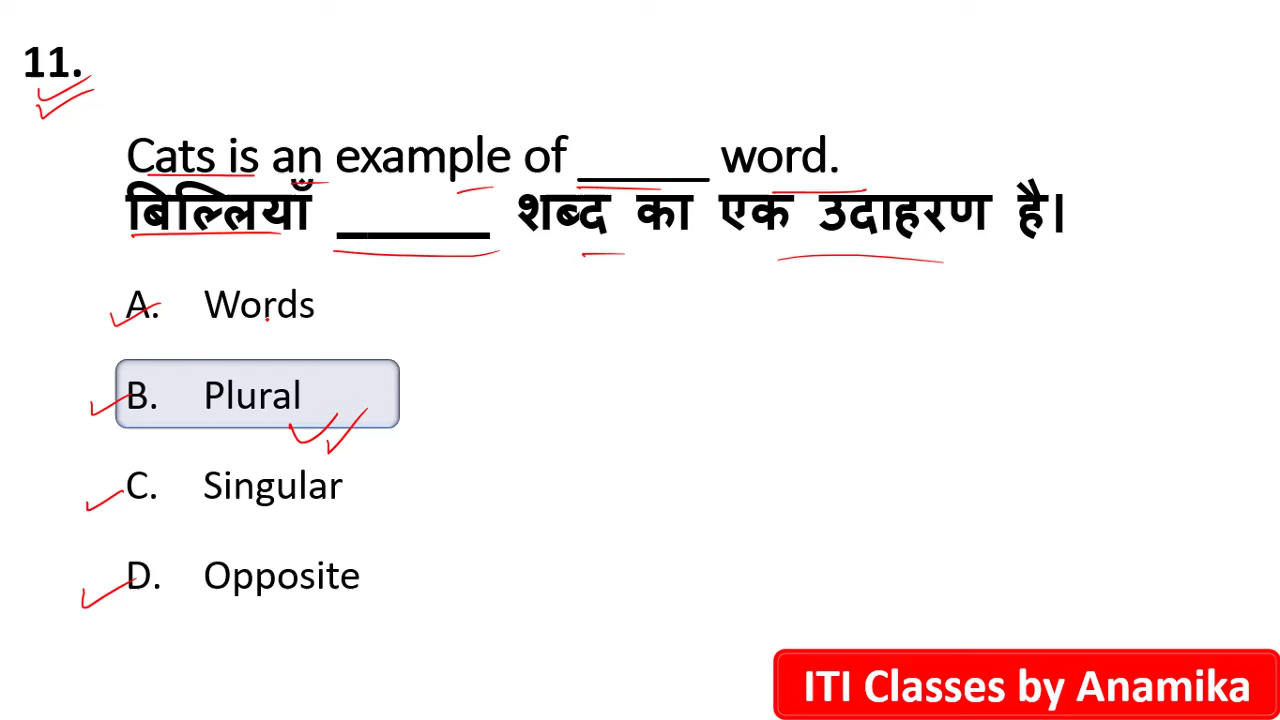 11.
Cats is an example of _____ word.
बिल्लियाँ ______ शब्द का एक उदाहरण है।
A. Words
B. Plural
C. Singular
D. Opposite
ITI Classes by Anamika